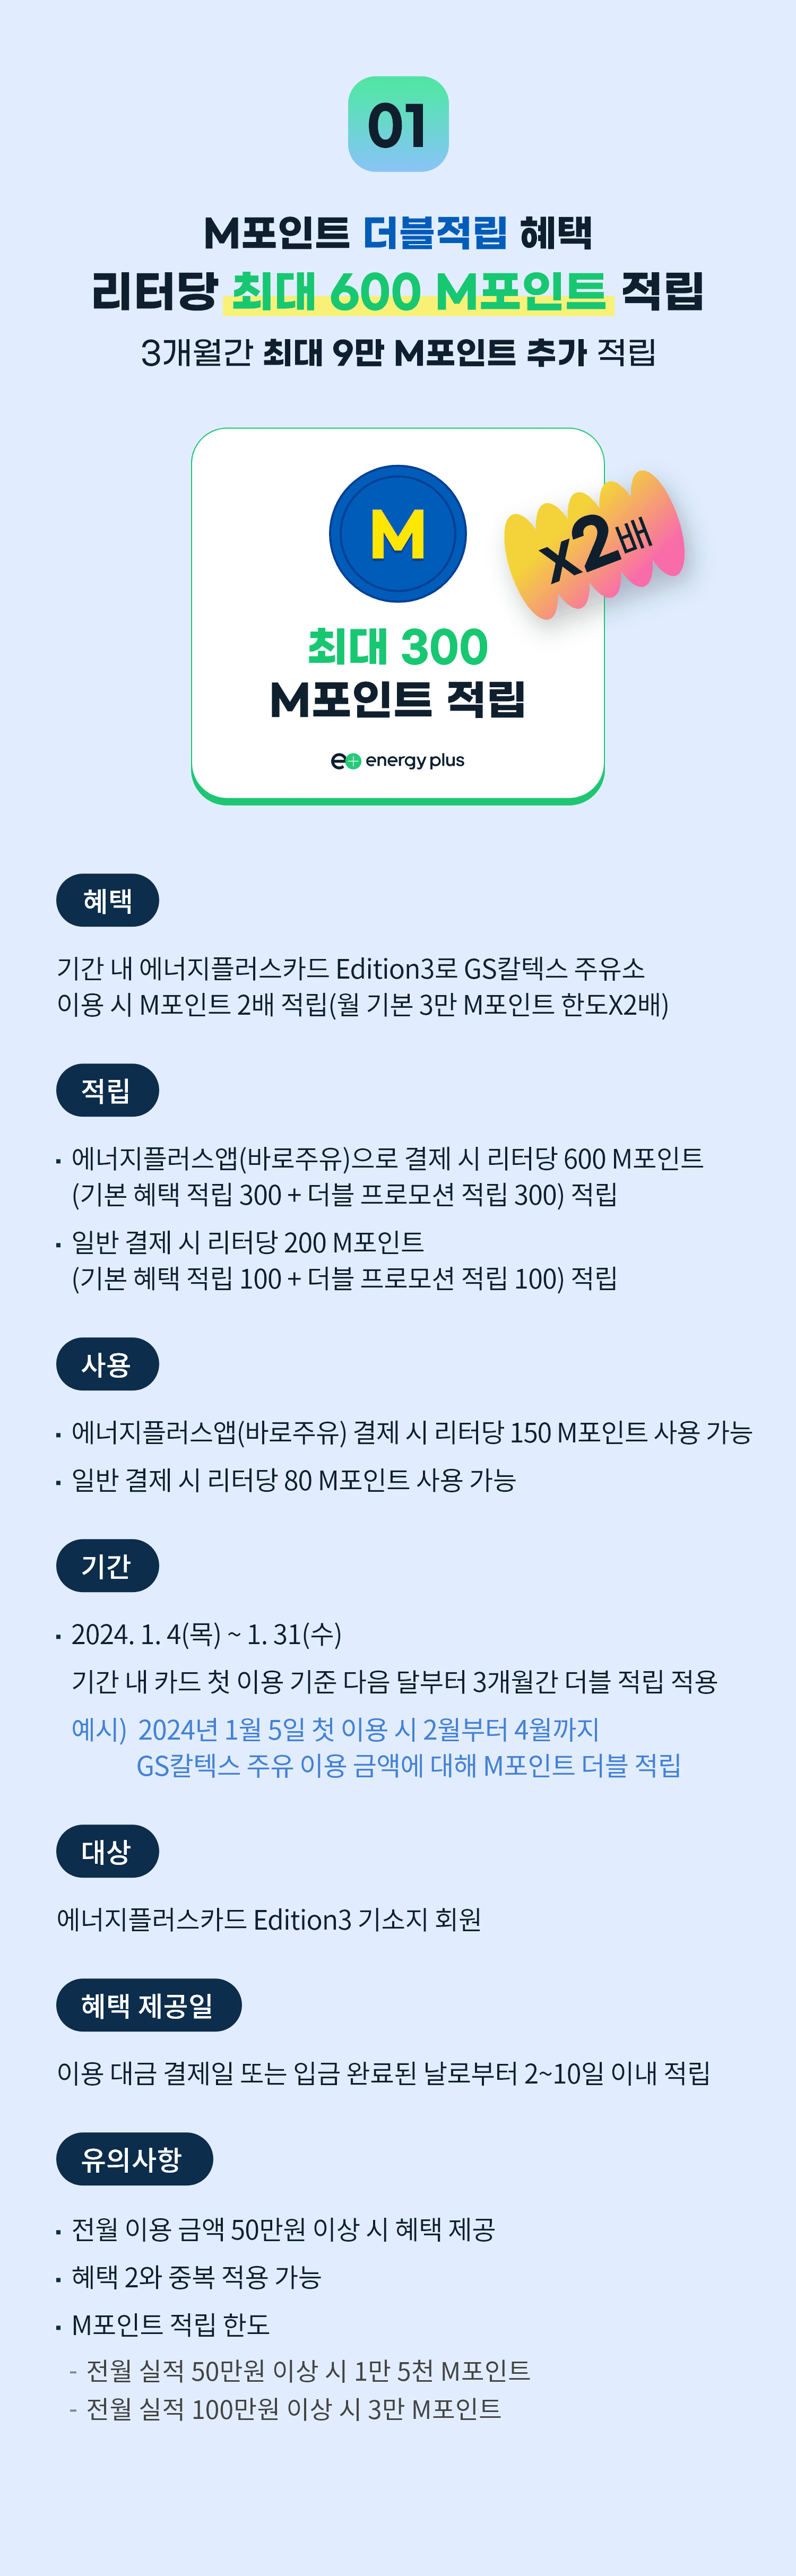 01
M포인트 더블적립 혜택
리터당 최대 600 M포인트 적립
3개월간 최대 9만 M포인트 추가 적립
M
x2배
최대 300
M포인트 적립
e+ energy plus
혜택
기간 내 에너지플러스카드 Edition3로 GS칼텍스 주유소
이용 시 M포인트 2배 적립(월 기본 3만 M포인트 한도X2배)
적립
· 에너지플러스앱(바로주유)으로 결제 시 리터당 600 M포인트
(기본 혜택 적립 300 + 더블 프로모션 적립 300) 적립
· 일반 결제 시 리터당 200 M포인트
(기본 혜택 적립 100 + 더블 프로모션 적립 100) 적립
사용
· 에너지플러스앱(바로주유) 결제 시 리터당 150 M포인트 사용 가능
· 일반 결제 시 리터당 80 M포인트 사용 가능
기간
· 2024. 1. 4(목) ~ 1. 31(수)
기간 내 카드 첫 이용 기준 다음 달부터 3개월간 더블 적립 적용
예시) 2024년 1월 5일 첫 이용 시 2월부터 4월까지
GS칼텍스 주유 이용 금액에 대해 M포인트 더블 적립
대상
에너지플러스카드 Edition3 기소지 회원
혜택 제공일
이용 대금 결제일 또는 입금 완료된 날로부터 2~10일 이내 적립
유의사항
· 전월 이용 금액 50만원 이상 시 혜택 제공
· 혜택 2와 중복 적용 가능
· M포인트 적립 한도
- 전월 실적 50만원 이상 시 1만 5천 M포인트
- 전월 실적 100만원 이상 시 3만 M포인트